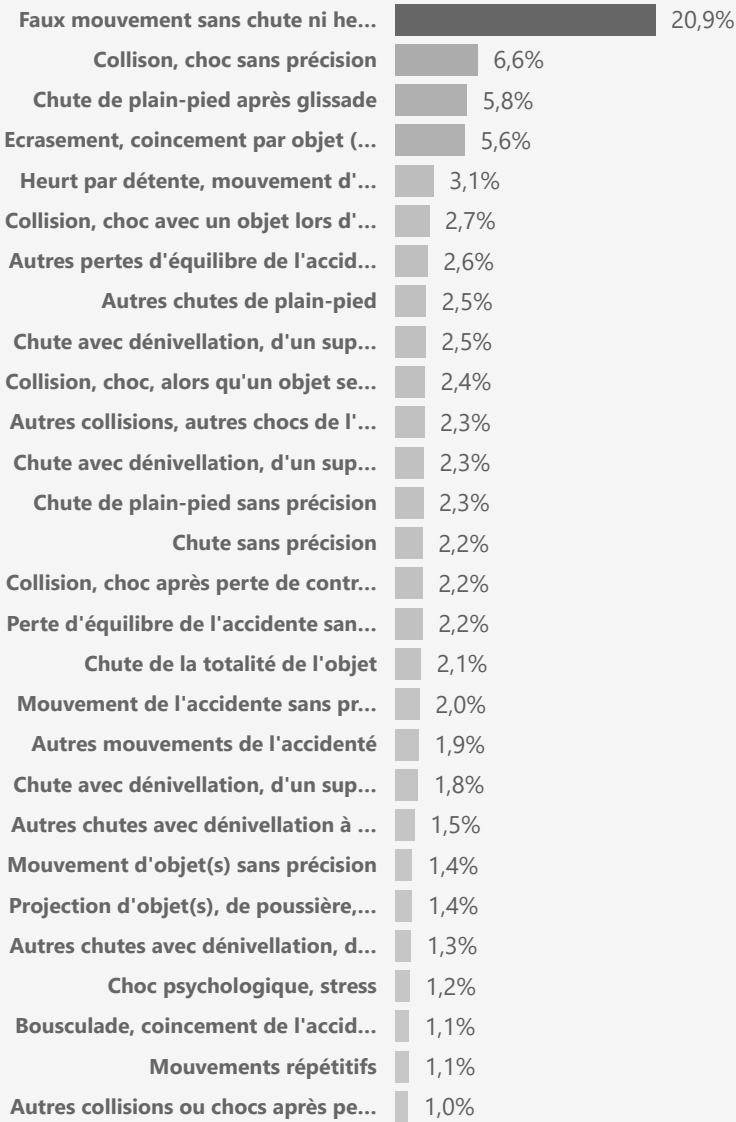 Faux mouvement sans chute ni he... 20,9%
Collison, choc sans précision 6,6%
Chute de plain-pied après glissade 5,8%
Ecrasement, coincement par objet (... 5,6%
Heurt par détente, mouvement d'... 3,1%
Collision, choc avec un objet lors d'... 2,7%
Autres pertes d'équilibre de l'accid... 2,6%
Autres chutes de plain-pied 2,5%
Chute avec dénivellation, d'un sup... 2,5%
Collision, choc, alors qu'un objet se... 2,4%
Autres collisions, autres chocs de l'... 2,3%
Chute avec dénivellation, d'un sup... 2,3%
Chute de plain-pied sans précision 2,3%
Chute sans précision 2,2%
Collision, choc après perte de contr... 2,2%
Perte d'équilibre de l'accidente san... 2,2%
Chute de la totalité de l'objet 2,1%
Mouvement de l'accidente sans pr... 2,0%
Autres mouvements de l'accidenté 1,9%
Chute avec dénivellation, d'un sup... 1,8%
Autres chutes avec dénivellation à ... 1,5%
Mouvement d'objet(s) sans précision 1,4%
Projection d'objet(s), de poussière,... 1,4%
Autres chutes avec dénivellation, d... 1,3%
Choc psychologique, stress 1,2%
Bousculade, coincement de l'accid... 1,1%
Mouvements répétitifs 1,1%
Autres collisions ou chocs après pe... 1,0%